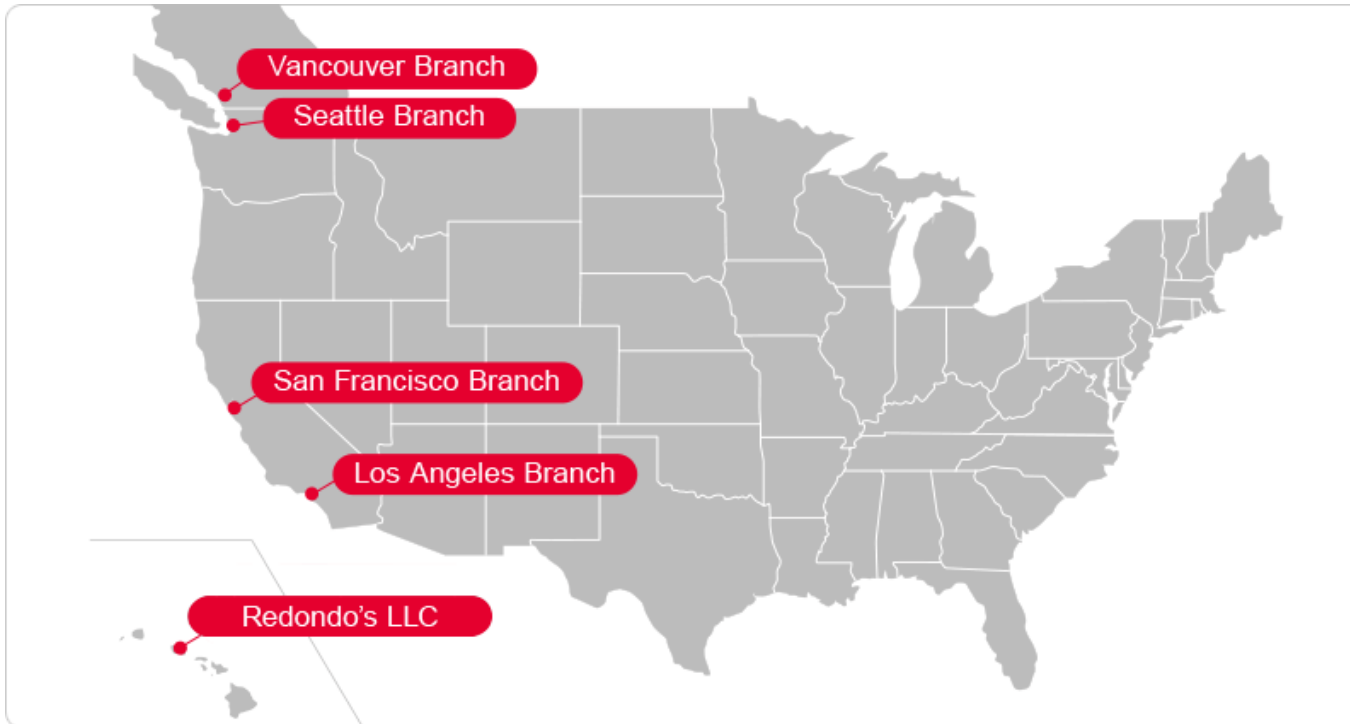 Vancouver Branch
Seattle Branch
San Francisco Branch
Los Angeles Branch
Redondo’s LLC